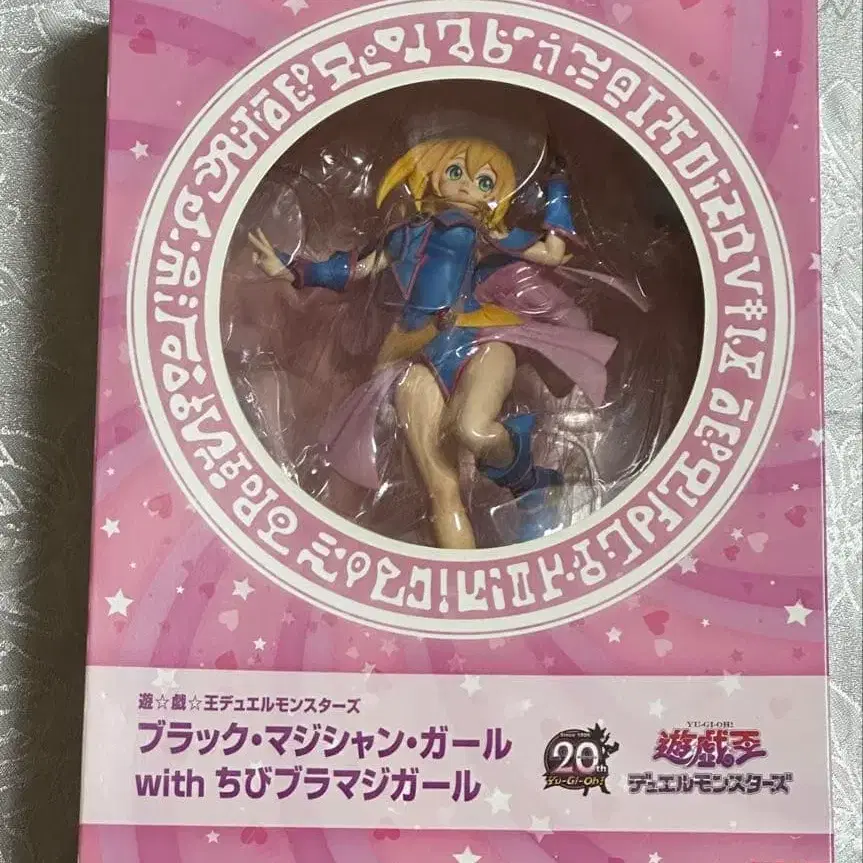 遊☆戯☆王デュエルモンスターズ
ブラック・マジシャン・ガール
with ちびブラマジガール
Since 1996
20th
Yu-Gi-Oh!
YU-GI-OH!
遊戯王
デュエルモンスターズ